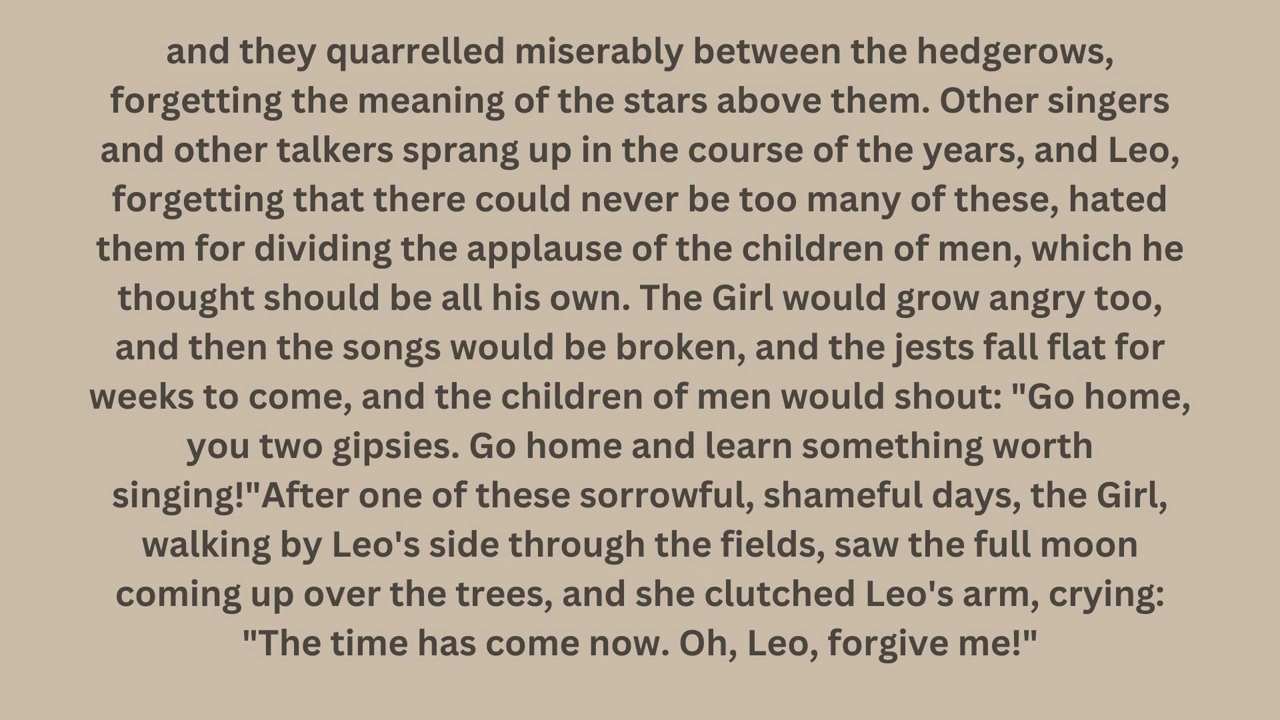 and they quarrelled miserably between the hedgerows,
forgetting the meaning of the stars above them. Other singers
and other talkers sprang up in the course of the years, and Leo,
forgetting that there could never be too many of these, hated
them for dividing the applause of the children of men, which he
thought should be all his own. The Girl would grow angry too,
and then the songs would be broken, and the jests fall flat for
weeks to come, and the children of men would shout: "Go home,
you two gipsies. Go home and learn something worth
singing!"After one of these sorrowful, shameful days, the Girl,
walking by Leo's side through the fields, saw the full moon
coming up over the trees, and she clutched Leo's arm, crying:
"The time has come now. Oh, Leo, forgive me!"